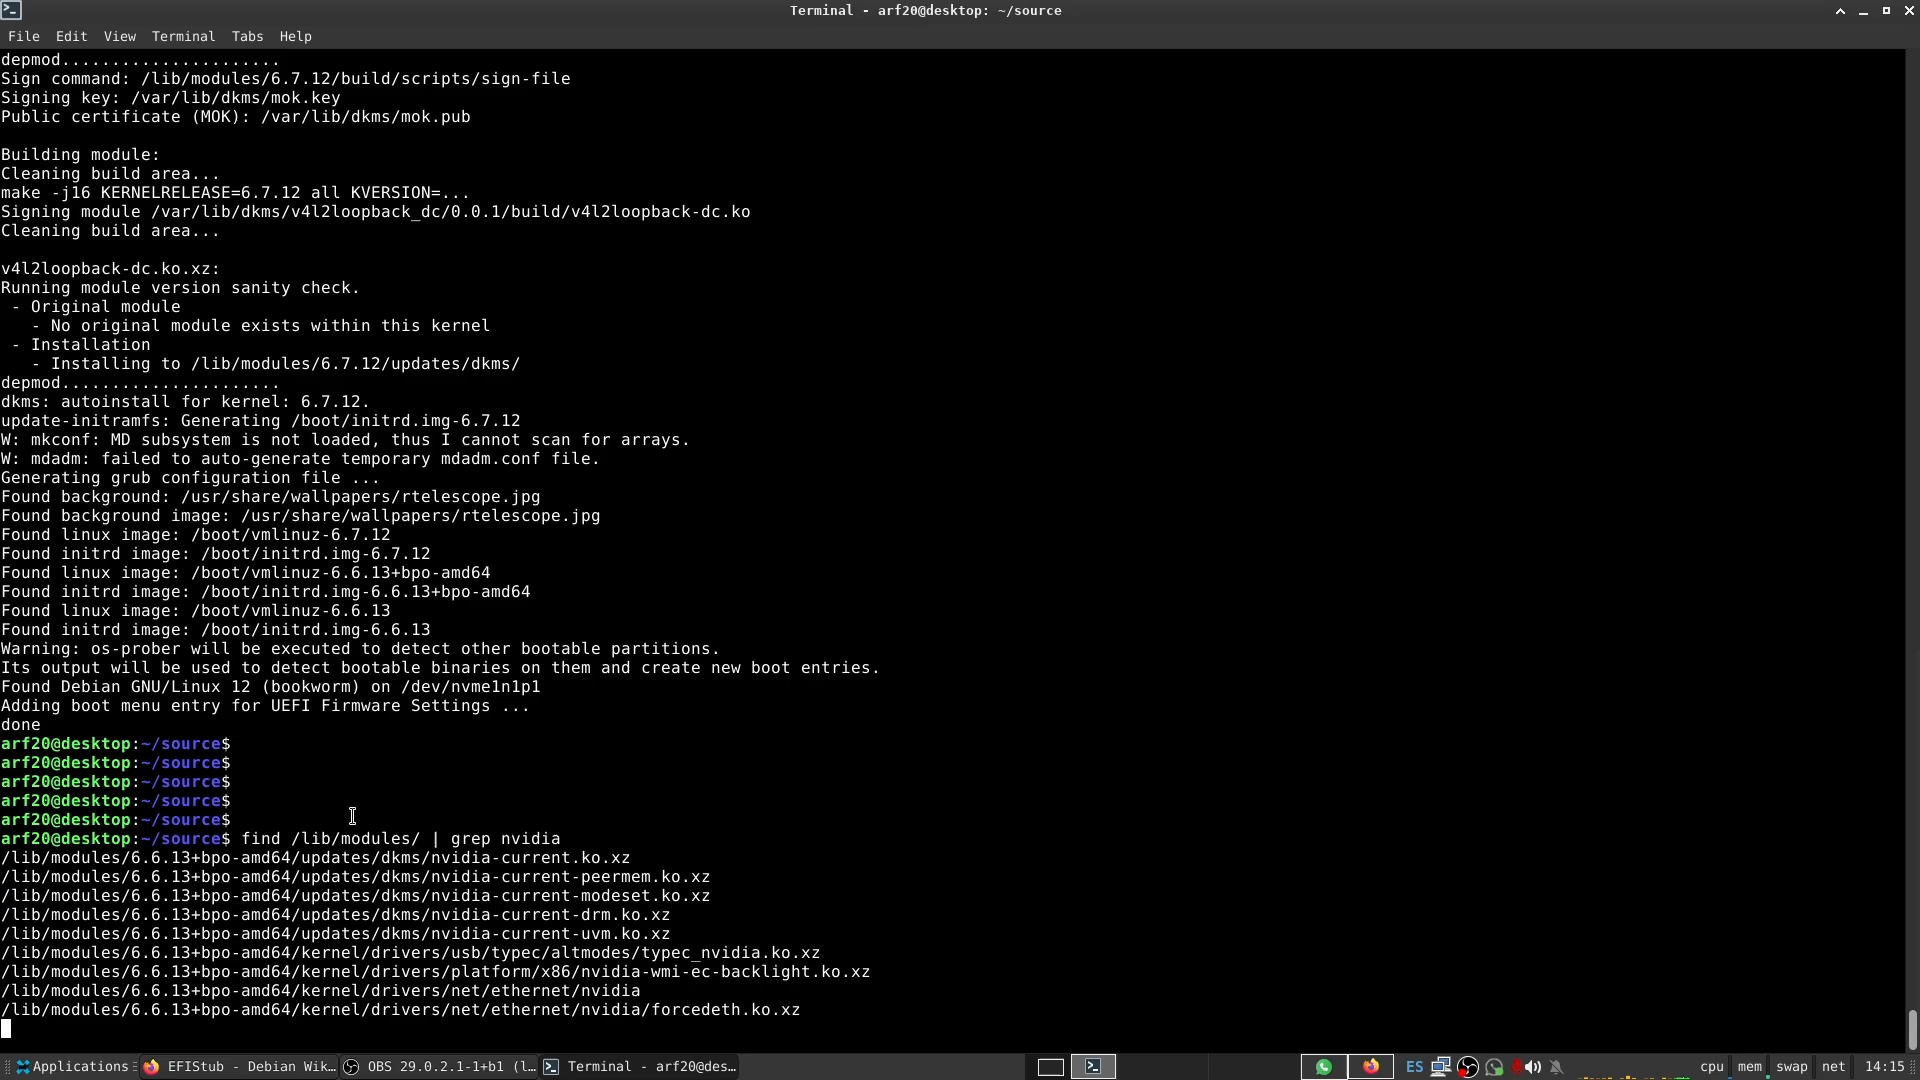 Terminal - arf20@desktop: ~/source
File Edit View Terminal Tabs Help
depmod......................
Sign command: /lib/modules/6.7.12/build/scripts/sign-file
Signing key: /var/lib/dkms/mok.key
Public certificate (MOK): /var/lib/dkms/mok.pub
Building module:
Cleaning build area...
make -j16 KERNELRELEASE=6.7.12 all KVERSION=...
Signing module /var/lib/dkms/v4l2loopback_dc/0.0.1/build/v4l2loopback-dc.ko
Cleaning build area...
v4l2loopback-dc.ko.xz:
Running module version sanity check.
 - Original module
   - No original module exists within this kernel
 - Installation
   - Installing to /lib/modules/6.7.12/updates/dkms/
depmod......................
dkms: autoinstall for kernel: 6.7.12.
update-initramfs: Generating /boot/initrd.img-6.7.12
W: mkconf: MD subsystem is not loaded, thus I cannot scan for arrays.
W: mdadm: failed to auto-generate temporary mdadm.conf file.
Generating grub configuration file ...
Found background: /usr/share/wallpapers/rtelescope.jpg
Found background image: /usr/share/wallpapers/rtelescope.jpg
Found linux image: /boot/vmlinuz-6.7.12
Found initrd image: /boot/initrd.img-6.7.12
Found linux image: /boot/vmlinuz-6.6.13+bpo-amd64
Found initrd image: /boot/initrd.img-6.6.13+bpo-amd64
Found linux image: /boot/vmlinuz-6.6.13
Found initrd image: /boot/initrd.img-6.6.13
Warning: os-prober will be executed to detect other bootable partitions.
Its output will be used to detect bootable binaries on them and create new boot entries.
Found Debian GNU/Linux 12 (bookworm) on /dev/nvme1n1p1
Adding boot menu entry for UEFI Firmware Settings ...
done
arf20@desktop:~/source$
arf20@desktop:~/source$
arf20@desktop:~/source$
arf20@desktop:~/source$
arf20@desktop:~/source$
arf20@desktop:~/source$ find /lib/modules/ | grep nvidia
/lib/modules/6.6.13+bpo-amd64/updates/dkms/nvidia-current.ko.xz
/lib/modules/6.6.13+bpo-amd64/updates/dkms/nvidia-current-peermem.ko.xz
/lib/modules/6.6.13+bpo-amd64/updates/dkms/nvidia-current-modeset.ko.xz
/lib/modules/6.6.13+bpo-amd64/updates/dkms/nvidia-current-drm.ko.xz
/lib/modules/6.6.13+bpo-amd64/updates/dkms/nvidia-current-uvm.ko.xz
/lib/modules/6.6.13+bpo-amd64/kernel/drivers/usb/typec/altmodes/typec_nvidia.ko.xz
/lib/modules/6.6.13+bpo-amd64/kernel/drivers/platform/x86/nvidia-wmi-ec-backlight.ko.xz
/lib/modules/6.6.13+bpo-amd64/kernel/drivers/net/ethernet/nvidia
/lib/modules/6.6.13+bpo-amd64/kernel/drivers/net/ethernet/nvidia/forcedeth.ko.xz
Applications EFIStub - Debian Wik... OBS 29.0.2.1-1+b1 (l... Terminal - arf20@des... ES cpu mem swap net 14:15